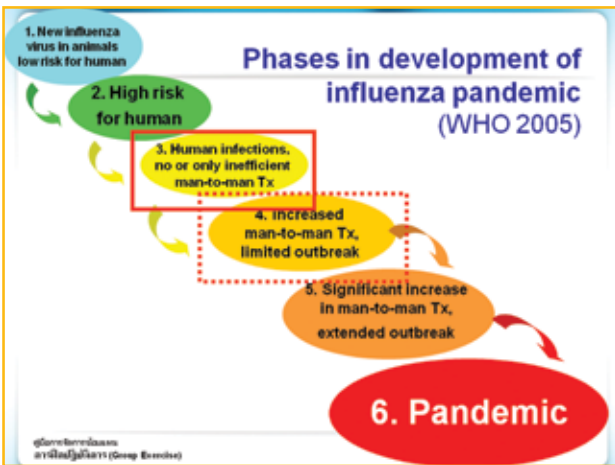 1. New influenza
virus in animals
low risk for human
Phases in development of
influenza pandemic
(WHO 2005)
2. High risk
for human
3. Human infections,
no or only inefficient
man-to-man Tx
4. Increased
man-to-man Tx,
limited outbreak
5. Significant increase
in man-to-man Tx,
extended outbreak
6. Pandemic
(Group Exercise)